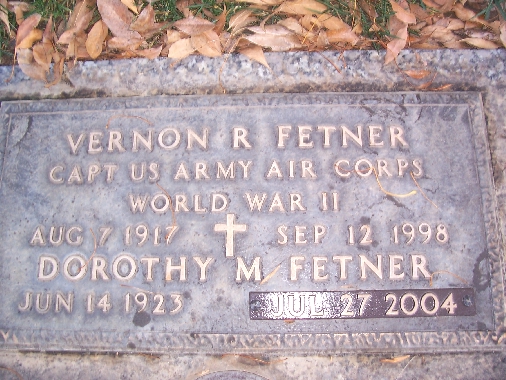 VERNON R FETNER
CAPT US ARMY AIR CORPS
WORLD WAR II
AUG 7 1917 SEP 12 1998
DOROTHY M FETNER
JUN 14 1923 JUL 27 2004